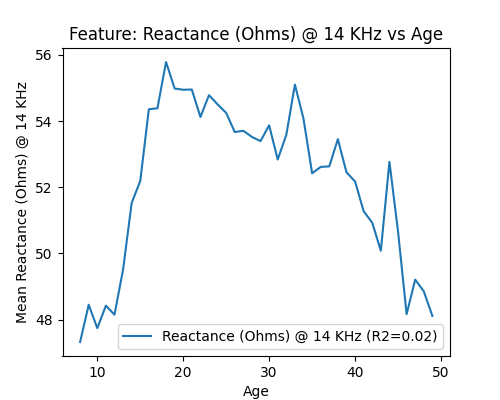 Feature: Reactance (Ohms) @ 14 KHz vs Age
Mean Reactance (Ohms) @ 14 KHz
56
54
52
50
48
Reactance (Ohms) @ 14 KHz (R2=0.02)
10 20 30 40 50
Age